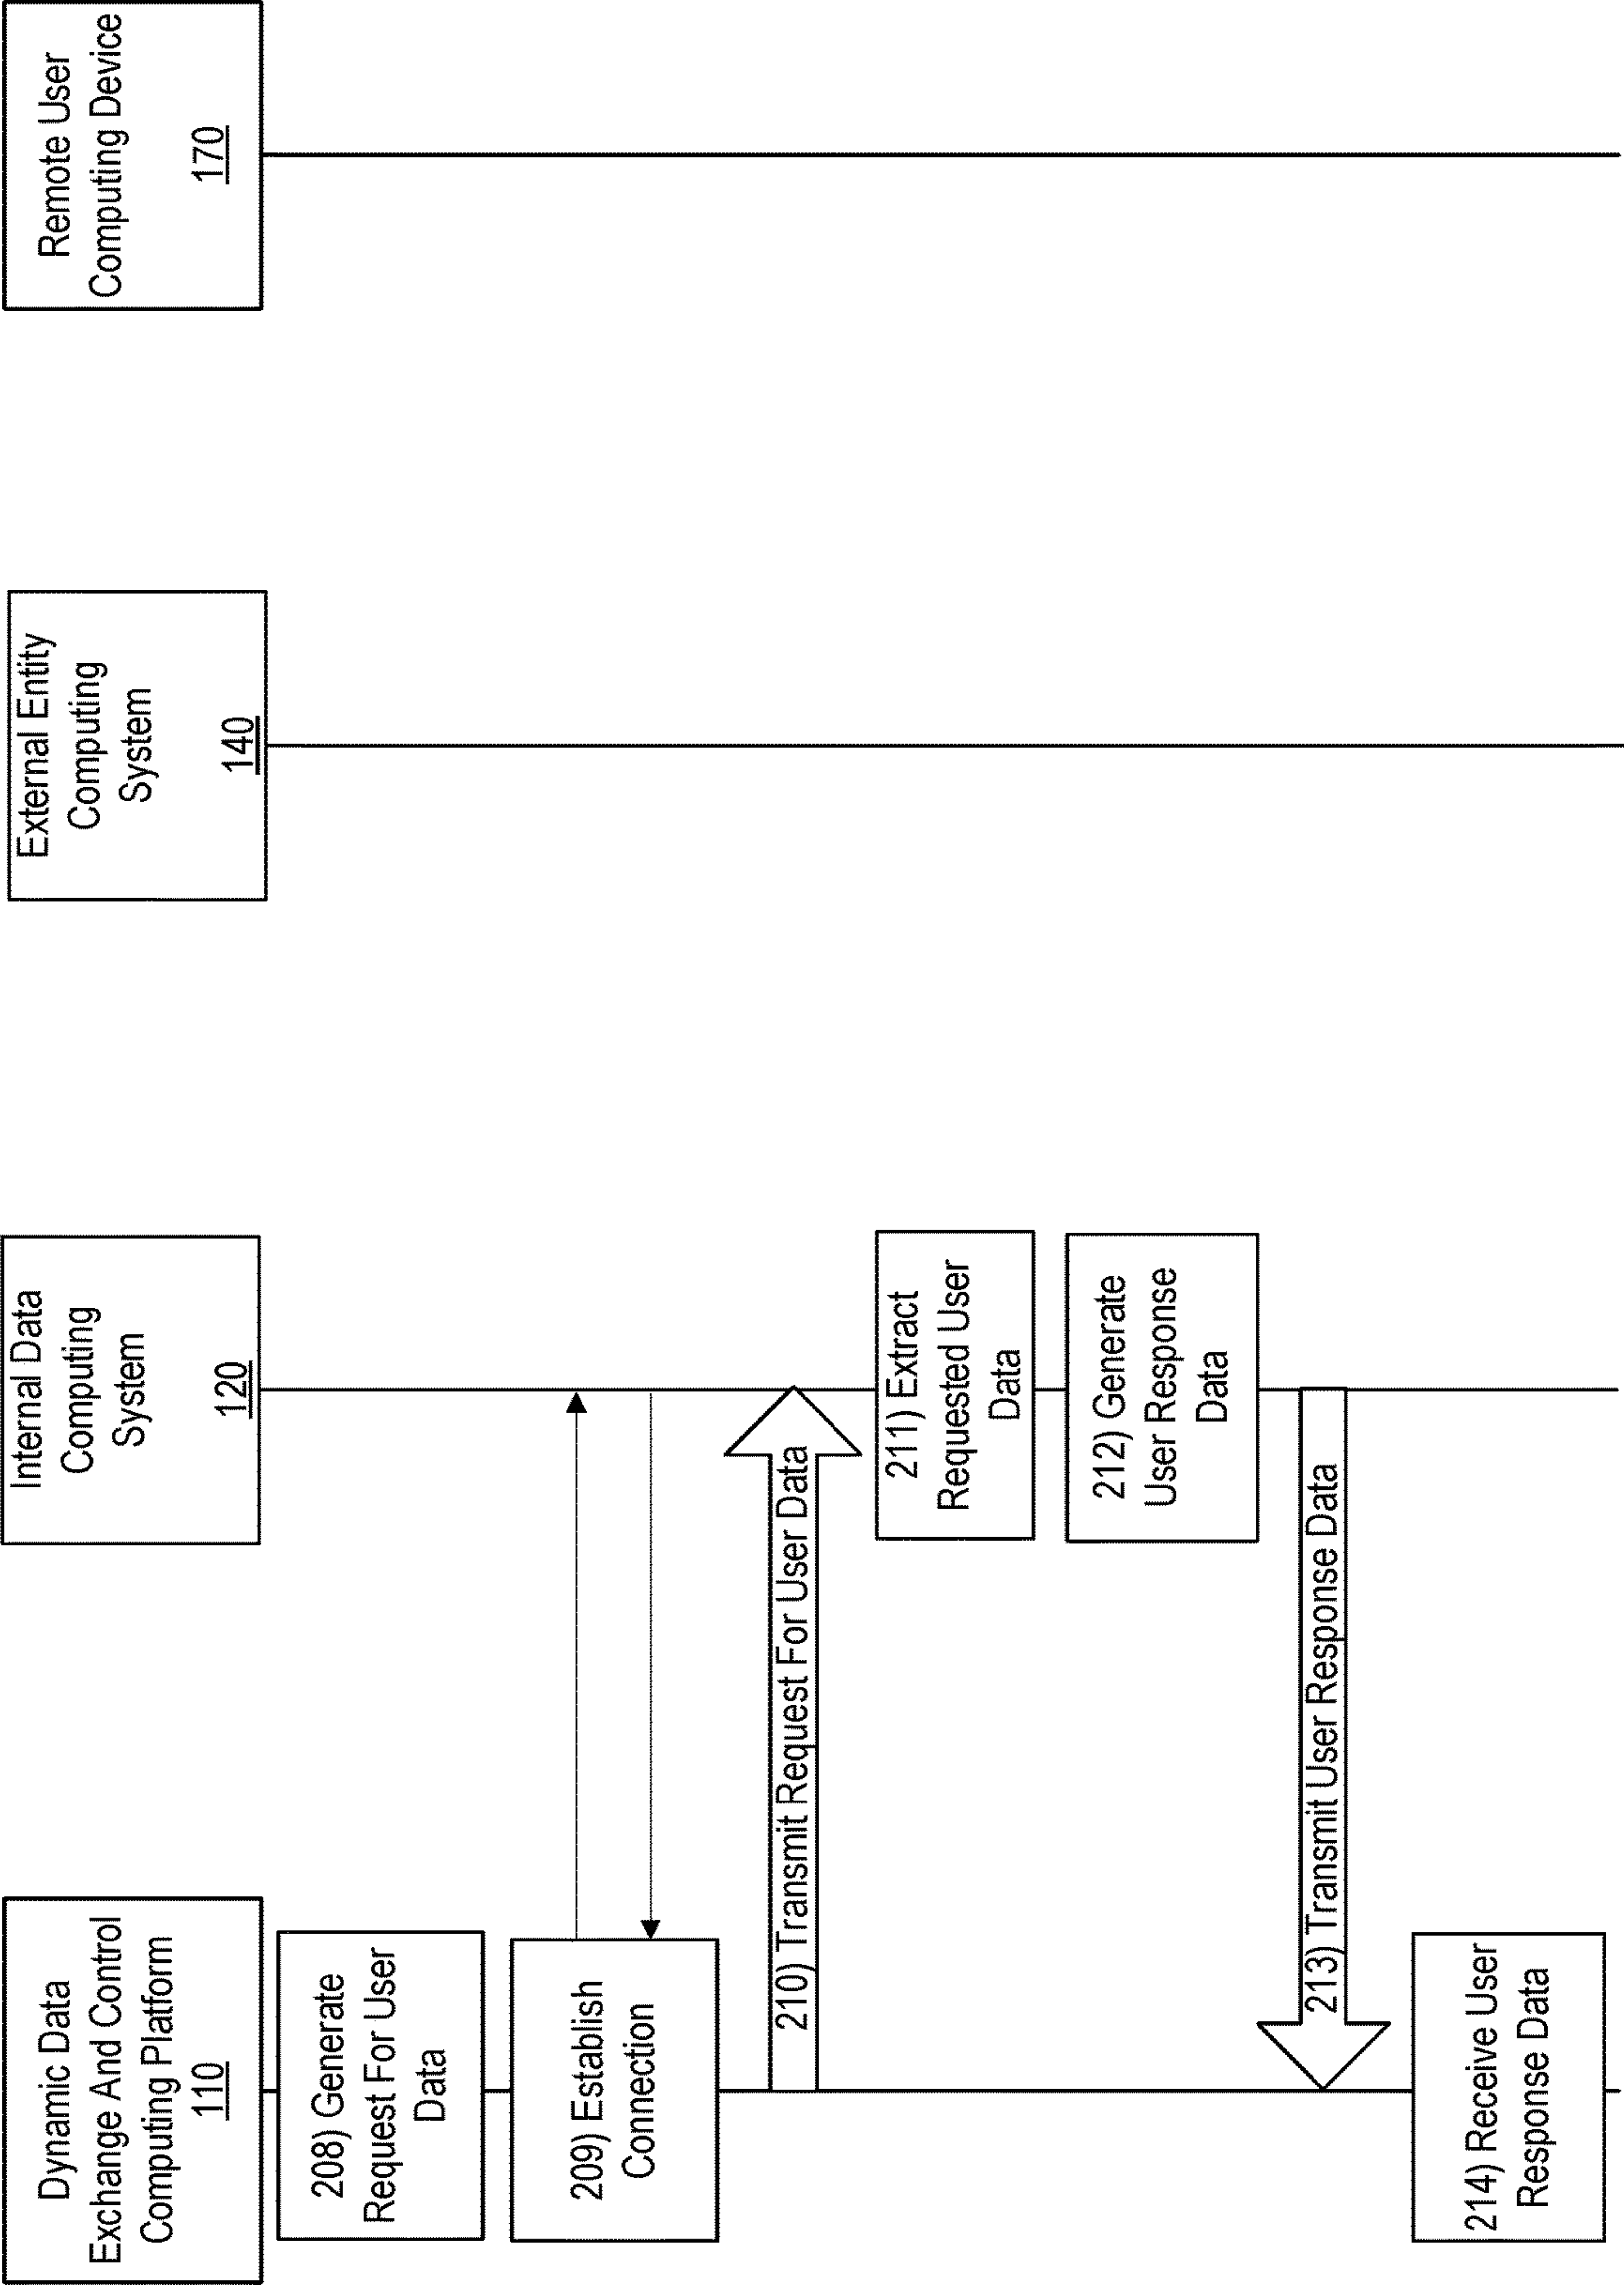 Dynamic Data
Exchange And Control
Computing Platform
110
Internal Data
Computing
System
120
External Entity
Computing
System
140
Remote User
Computing Device
170
208) Generate
Request For User
Data
209) Establish
Connection
210) Transmit Request For User Data
211) Extract
Requested User
Data
212) Generate
User Response
Data
213) Transmit User Response Data
214) Receive User
Response Data